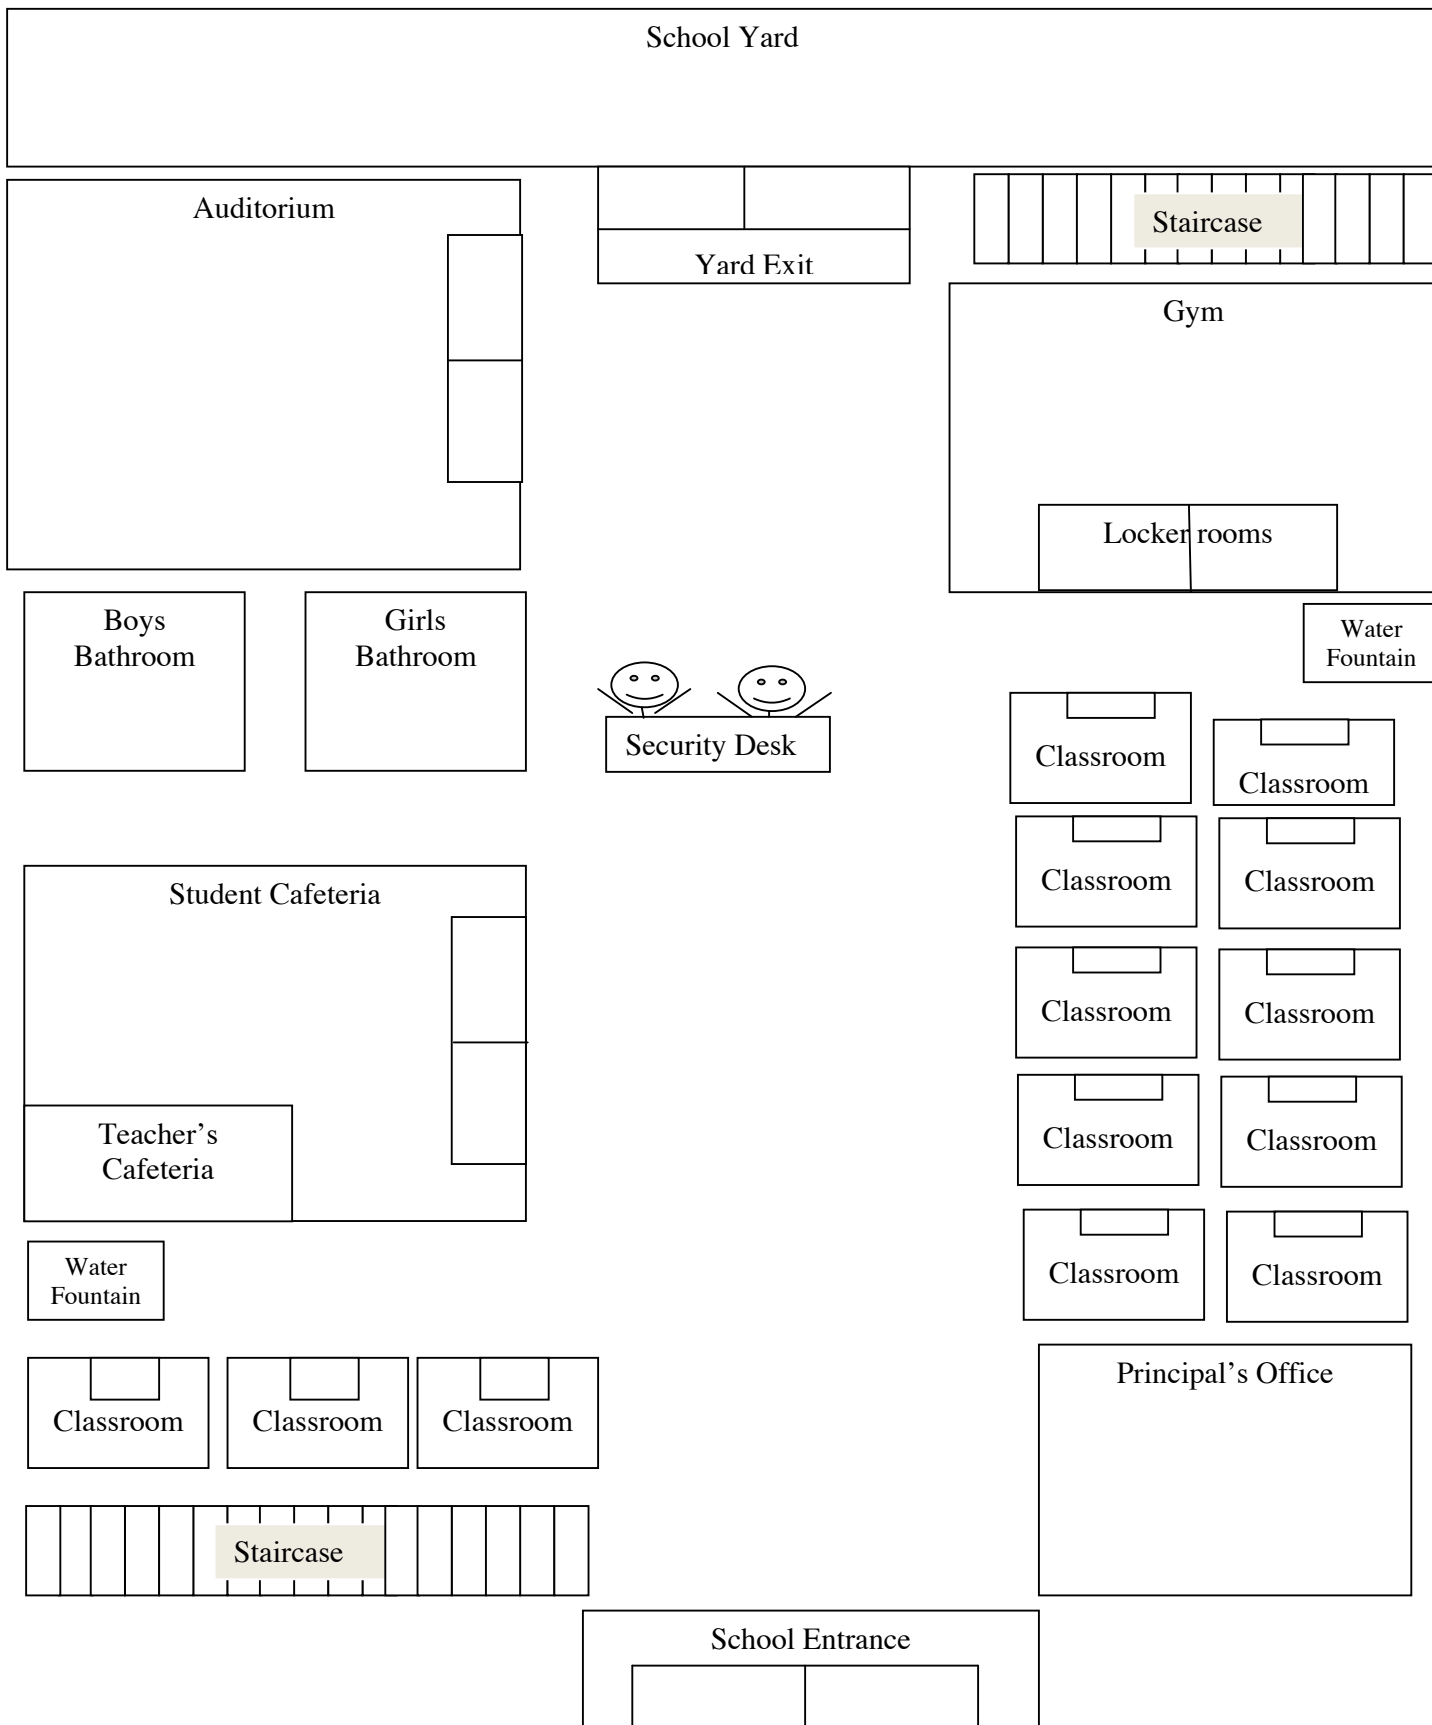 School Yard
Auditorium
Yard Exit
Staircase
Gym
Locker rooms
Boys
Bathroom
Girls
Bathroom
Water
Fountain
Security Desk
Classroom
Classroom
Classroom
Classroom
Student Cafeteria
Classroom
Classroom
Teacher's
Cafeteria
Classroom
Classroom
Water
Fountain
Classroom
Classroom
Principal's Office
Classroom
Classroom
Classroom
Staircase
School Entrance